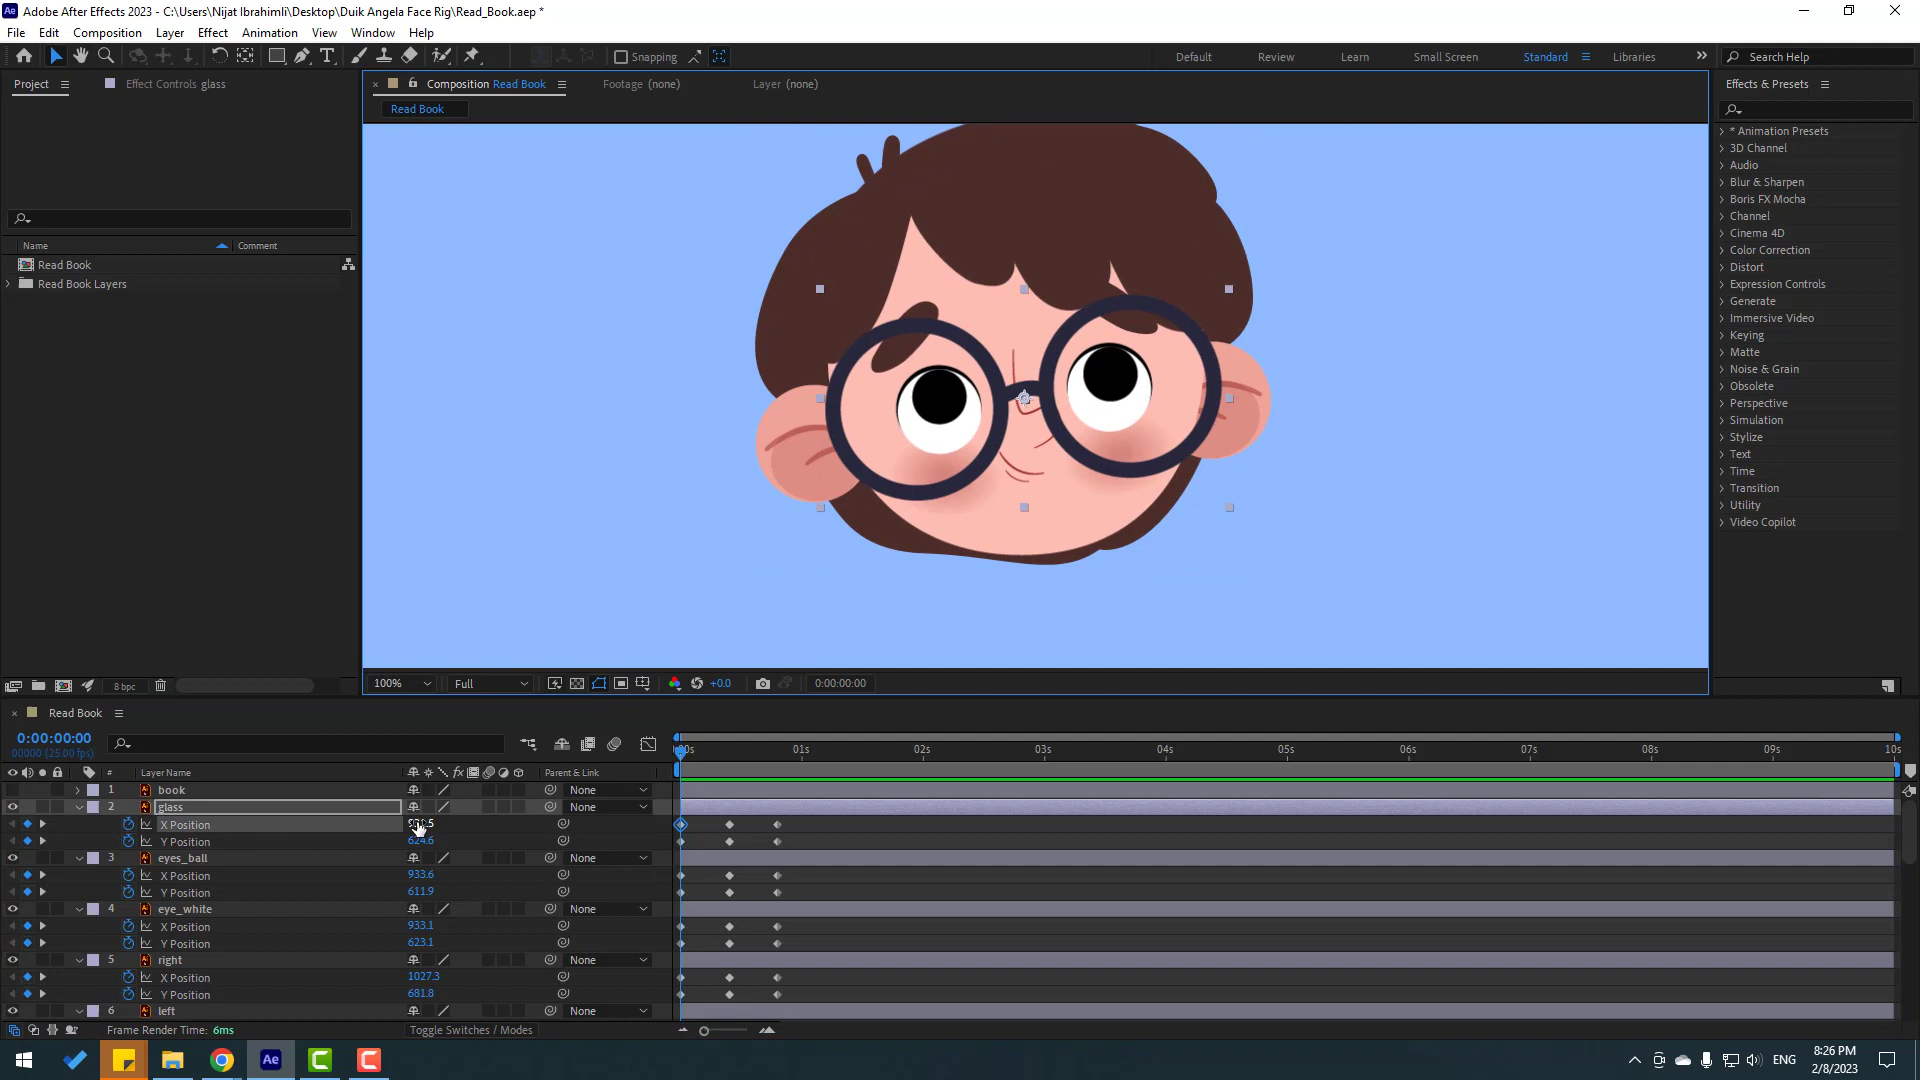 Adobe After Effects 2023 - C:\Users\Nijat Ibrahimli\Desktop\Duik Angela Face Rig\Read_Book.aep *
File Edit Composition Layer Effect Animation View Window Help
Snapping Default Review Learn Small Screen Standard Libraries Search Help
Project Effect Controls glass Composition Read Book Footage (none) Layer (none) Effects & Presets
Read Book
Name Comment
Read Book
Read Book Layers
* Animation Presets
3D Channel
Audio
Blur & Sharpen
Boris FX Mocha
Channel
Cinema 4D
Color Correction
Distort
Expression Controls
Generate
Immersive Video
Keying
Matte
Noise & Grain
Obsolete
Perspective
Simulation
Stylize
Text
Time
Transition
Utility
Video Copilot
8 bpc 100% Full +0.0 0:00:00:00
Read Book
0:00:00:00
00000 (25.00 fps)
01s 02s 03s 04s 05s 06s 07s 08s 09s 10s
# Layer Name fx Parent & Link
1 book None
2 glass None
X Position
Y Position 624.6
3 eyes_ball None
X Position 933.6
Y Position 611.9
4 eye_white None
X Position 933.1
Y Position 623.1
5 right None
X Position 1027.3
Y Position 681.8
6 left None
Frame Render Time: 6ms Toggle Switches / Modes
Ae ENG 8:26 PM
2/8/2023